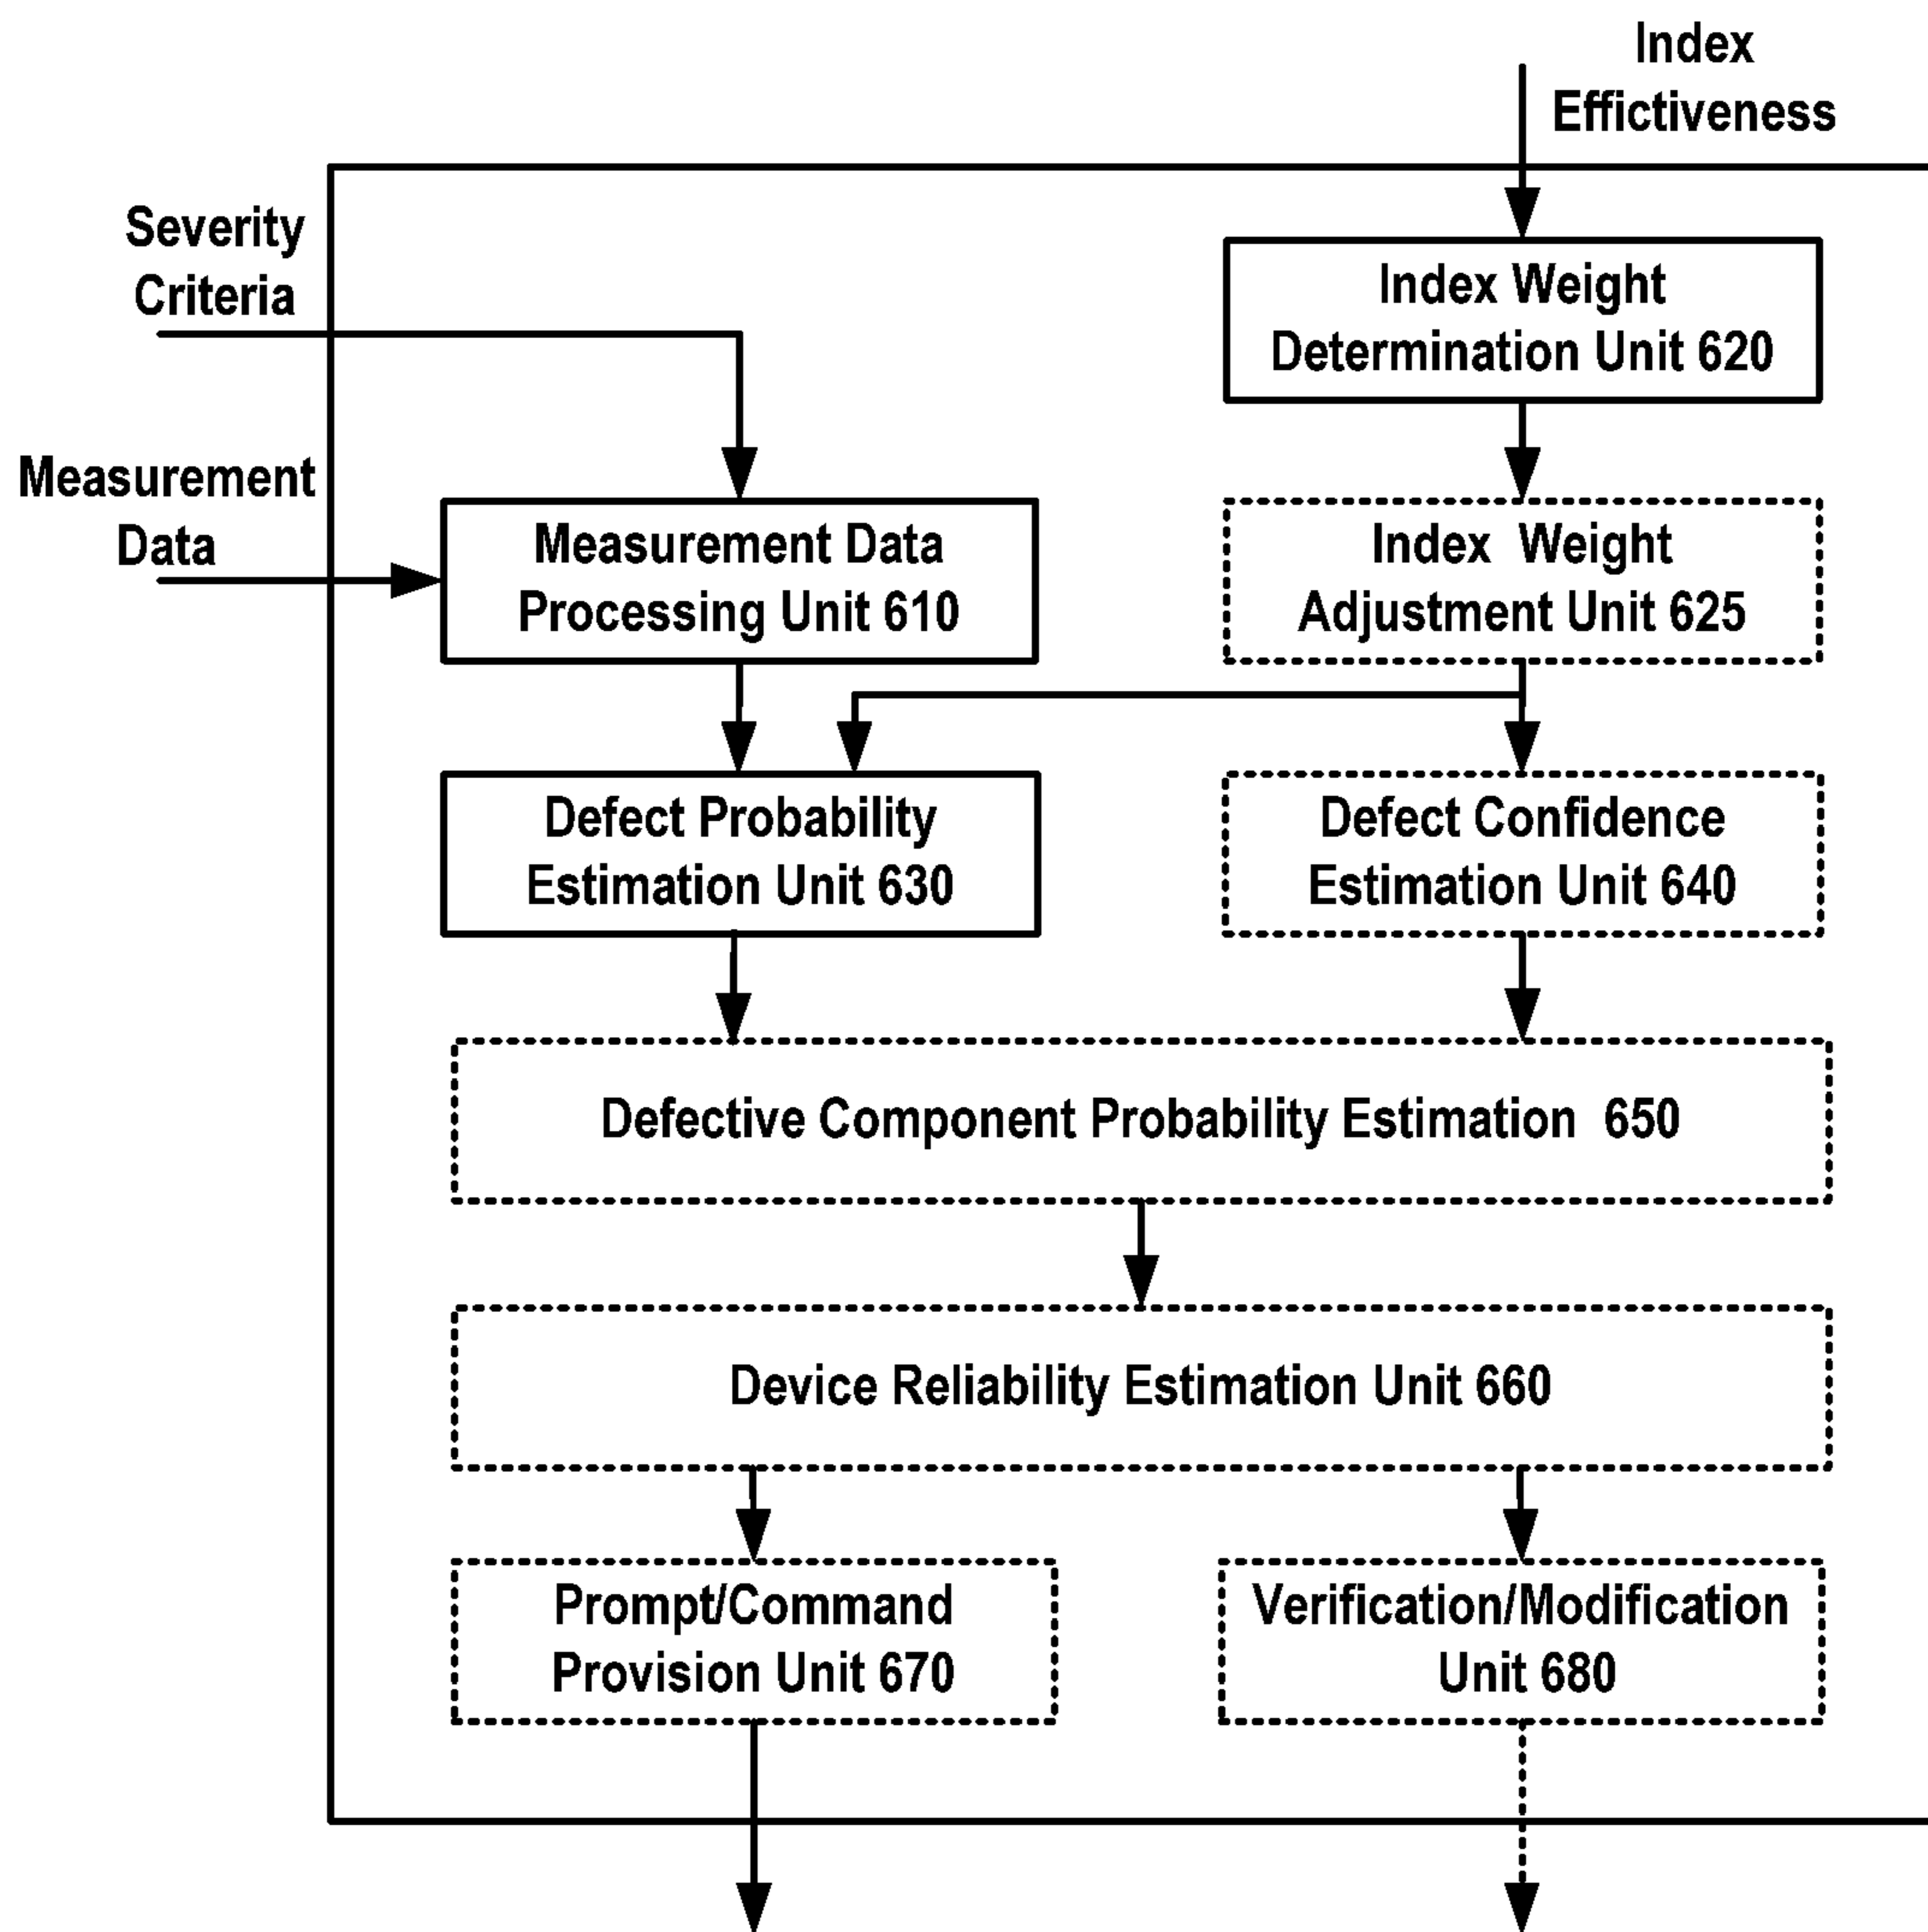 Index
Effictiveness
Severity
Criteria
Index Weight
Determination Unit 620
Measurement
Data
Measurement Data
Processing Unit 610
Index Weight
Adjustment Unit 625
Defect Probability
Estimation Unit 630
Defect Confidence
Estimation Unit 640
Defective Component Probability Estimation 650
Device Reliability Estimation Unit 660
Prompt/Command
Provision Unit 670
Verification/Modification
Unit 680